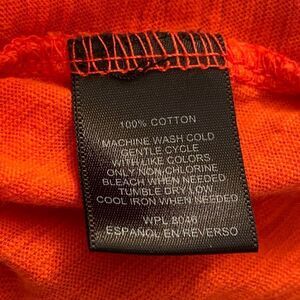 100% COTTON
MACHINE WASH COLD
GENTLE CYCLE
WITH LIKE COLORS
ONLY NON-CHLORINE
BLEACH WHEN NEEDED
TUMBLE DRY LOW
COOL IRON WHEN NEEDED
WPL 8046
ESPAÑOL EN REVERSO